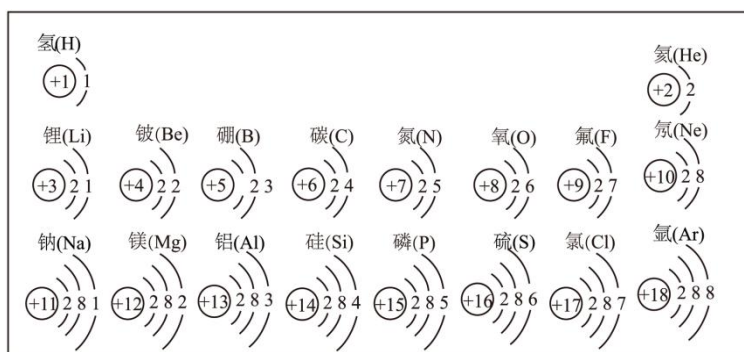 氢(H) 氦(He)
+1 1 +2 2
锂(Li) 铍(Be) 硼(B) 碳(C) 氮(N) 氧(O) 氟(F) 氖(Ne)
+3 2 1 +4 2 2 +5 2 3 +6 2 4 +7 2 5 +8 2 6 +9 2 7 +10 2 8
钠(Na) 镁(Mg) 铝(Al) 硅(Si) 磷(P) 硫(S) 氯(Cl) 氩(Ar)
+11 2 8 1 +12 2 8 2 +13 2 8 3 +14 2 8 4 +15 2 8 5 +16 2 8 6 +17 2 8 7 +18 2 8 8